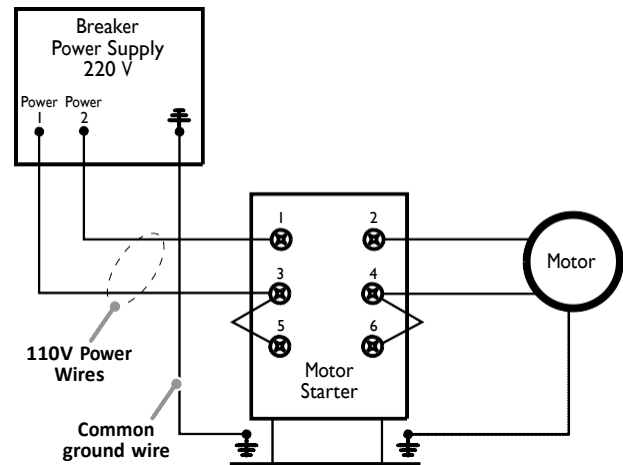 Breaker
Power Supply
220 V
Power Power
1 2
1 2
3 4
5 6
Motor
Motor
Starter
110V Power
Wires
Common
ground wire